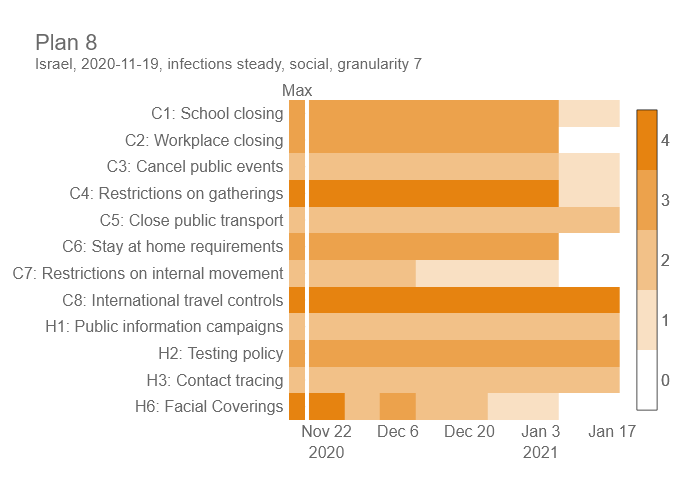 Plan 8
Israel, 2020-11-19, infections steady, social, granularity 7
Max
C1: School closing
C2: Workplace closing
C3: Cancel public events
C4: Restrictions on gatherings
C5: Close public transport
C6: Stay at home requirements
C7: Restrictions on internal movement
C8: International travel controls
H1: Public information campaigns
H2: Testing policy
H3: Contact tracing
H6: Facial Coverings
Nov 22 Dec 6 Dec 20 Jan 3 Jan 17
2020 2021
4
3
2
1
0